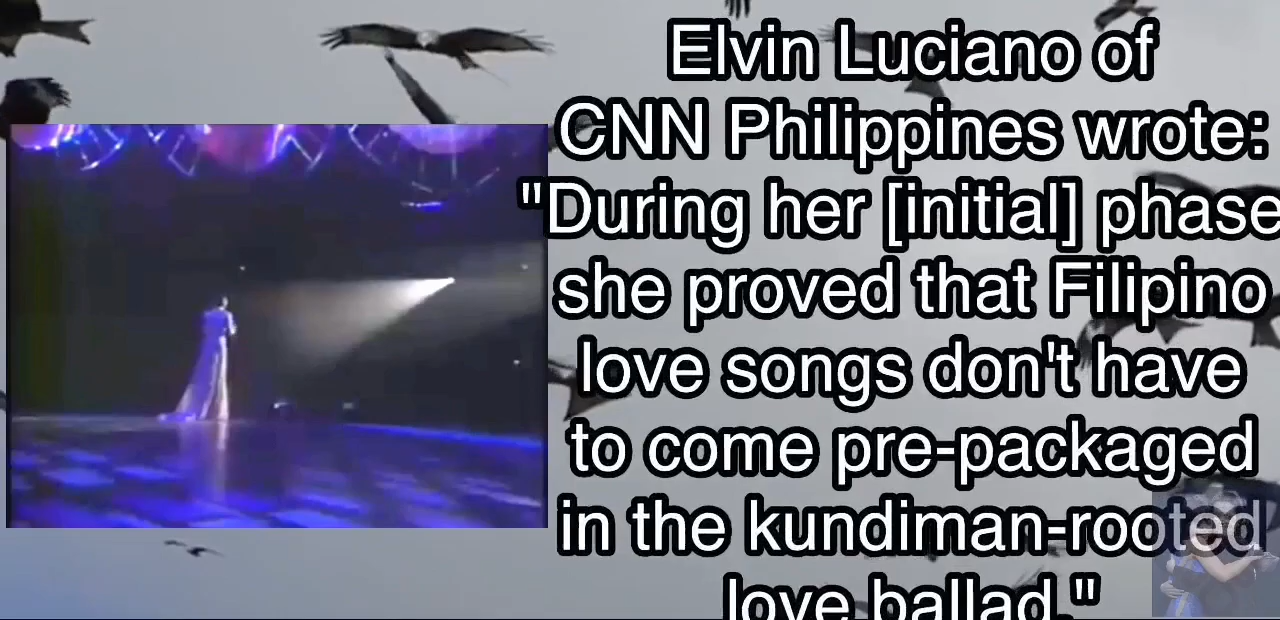 Elvin Luciano of
CNN Philippines wrote:
"During her [initial] phase
she proved that Filipino
love songs don't have
to come pre-packaged
in the kundiman-rooted
love ballad."